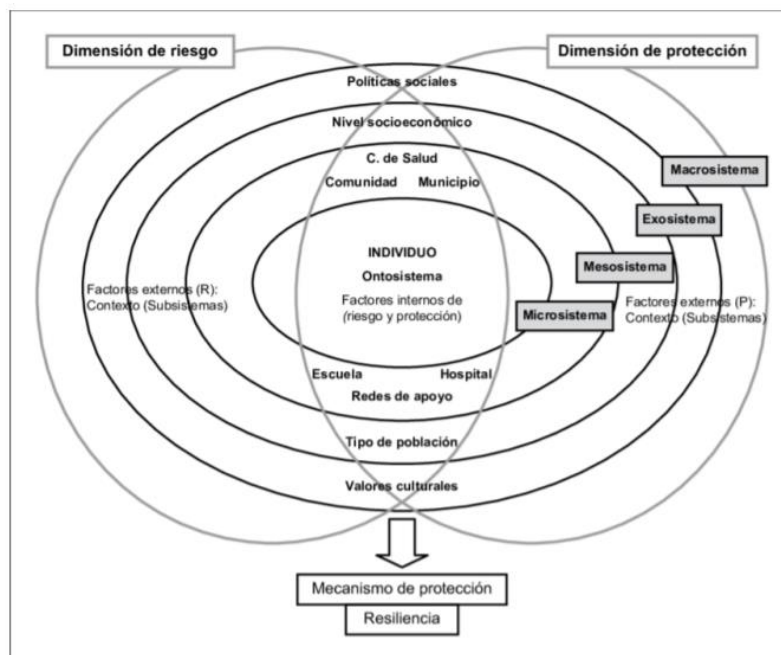 Dimensión de riesgo
Dimensión de protección
Políticas sociales
Nivel socioeconómico
C. de Salud
Macrosistema
Comunidad Municipio
Exosistema
INDIVIDUO
Ontosistema
Mesosistema
Factores externos (R):
Contexto (Subsistemas)
Factores internos de
(riesgo y protección)
Factores externos (P):
Contexto (Subsistemas)
Microsistema
Escuela Hospital
Redes de apoyo
Tipo de población
Valores culturales
Mecanismo de protección
Resiliencia